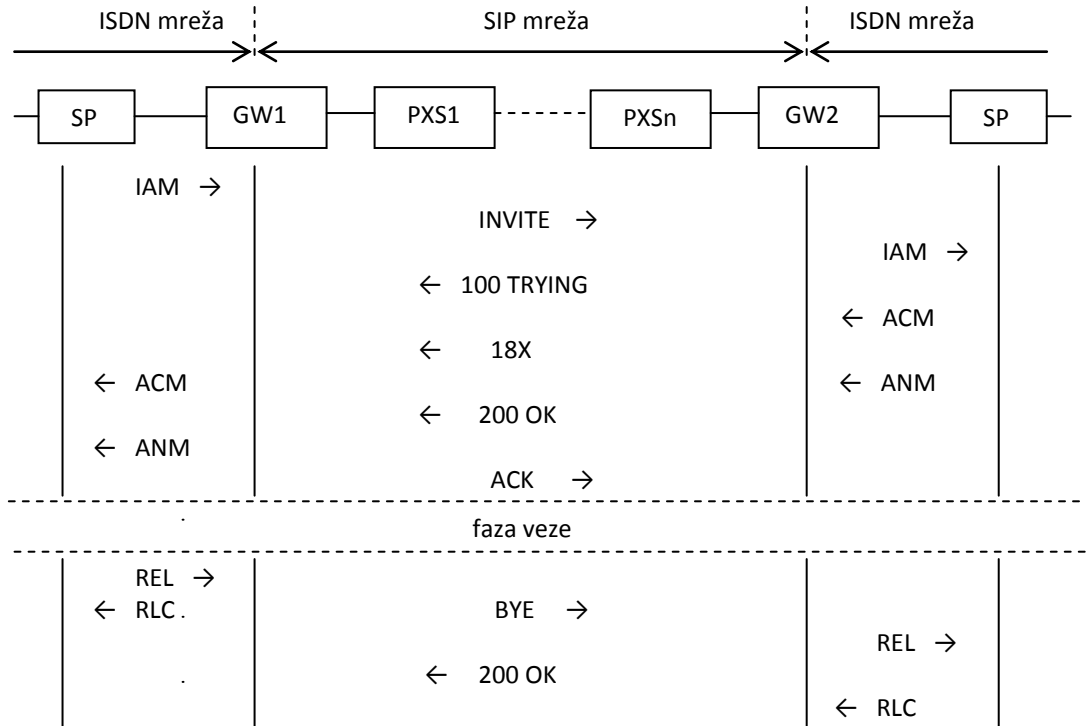 ISDN mreža SIP mreža ISDN mreža
SP GW1 PXS1 PXSn GW2 SP
IAM →
INVITE →
IAM →
← 100 TRYING
← ACM
← 18X
← ACM ← ANM
← 200 OK
← ANM
ACK →
faza veze
REL →
← RLC . BYE →
REL →
← 200 OK
← RLC